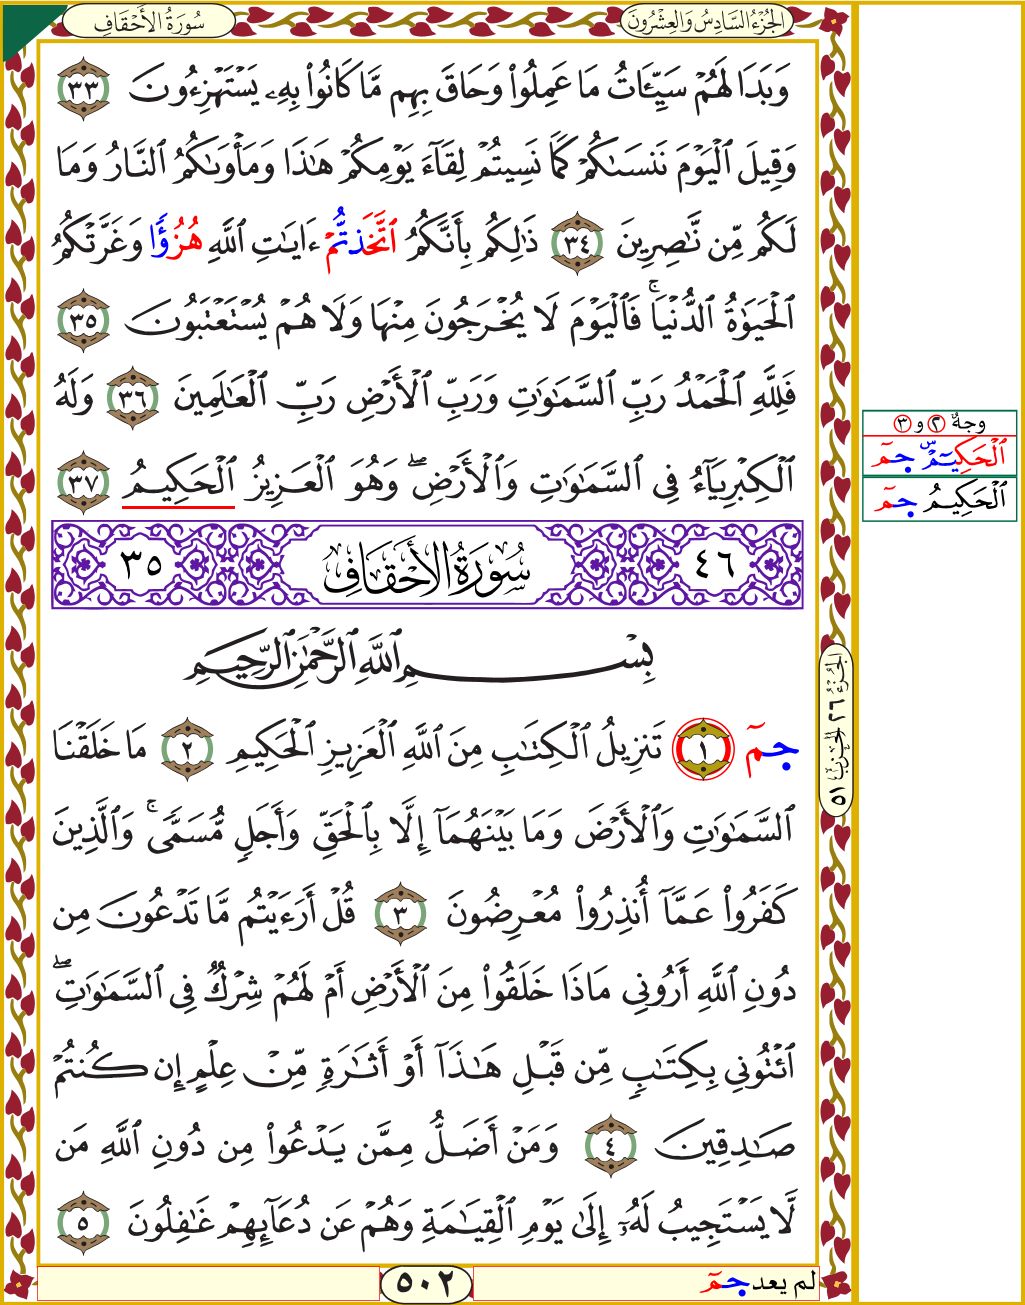 الجُزْءُ السَّادِسُ وَالعِشْرُونَ
سُورَةُ الأَحْقَافِ
وَبَدَا لَهُمْ سَيِّـَٔاتُ مَا عَمِلُوا۟ وَحَاقَ بِهِم مَّا كَانُوا۟ بِهِۦ يَسْتَهْزِءُونَ ٣٣
وَقِيلَ ٱلْيَوْمَ نَنسَىٰكُمْ كَمَا نَسِيتُمْ لِقَآءَ يَوْمِكُمْ هَٰذَا وَمَأْوَىٰكُمُ ٱلنَّارُ وَمَا
لَكُم مِّن نَّٰصِرِينَ ٣٤ ذَٰلِكُم بِأَنَّكُمُ ٱتَّخَذتُّمْ ءَايَٰتِ ٱللَّهِ هُزُؤًا وَغَرَّتْكُمُ
ٱلْحَيَوٰةُ ٱلدُّنْيَا ۚ فَٱلْيَوْمَ لَا يُخْرَجُونَ مِنْهَا وَلَا هُمْ يُسْتَعْتَبُونَ ٣٥
فَلِلَّهِ ٱلْحَمْدُ رَبِّ ٱلسَّمَٰوَٰتِ وَرَبِّ ٱلْأَرْضِ رَبِّ ٱلْعَٰلَمِينَ ٣٦ وَلَهُ
ٱلْكِبْرِيَآءُ فِى ٱلسَّمَٰوَٰتِ وَٱلْأَرْضِ ۖ وَهُوَ ٱلْعَزِيزُ ٱلْحَكِيمُ ٣٧
٤٦ سُورَةُ الأَحْقَافِ ٣٥
بِسْمِ ٱللَّهِ ٱلرَّحْمَٰنِ ٱلرَّحِيمِ
حمٓ ١ تَنزِيلُ ٱلْكِتَٰبِ مِنَ ٱللَّهِ ٱلْعَزِيزِ ٱلْحَكِيمِ ٢ مَا خَلَقْنَا
ٱلسَّمَٰوَٰتِ وَٱلْأَرْضَ وَمَا بَيْنَهُمَآ إِلَّا بِٱلْحَقِّ وَأَجَلٍ مُّسَمًّى ۚ وَٱلَّذِينَ
كَفَرُوا۟ عَمَّآ أُنذِرُوا۟ مُعْرِضُونَ ٣ قُلْ أَرَءَيْتُم مَّا تَدْعُونَ مِن
دُونِ ٱللَّهِ أَرُونِى مَاذَا خَلَقُوا۟ مِنَ ٱلْأَرْضِ أَمْ لَهُمْ شِرْكٌ فِى ٱلسَّمَٰوَٰتِ ۖ
ٱئْتُونِى بِكِتَٰبٍ مِّن قَبْلِ هَٰذَآ أَوْ أَثَٰرَةٍ مِّنْ عِلْمٍ إِن كُنتُمْ
صَٰدِقِينَ ٤ وَمَنْ أَضَلُّ مِمَّن يَدْعُوا۟ مِن دُونِ ٱللَّهِ مَن
لَّا يَسْتَجِيبُ لَهُۥٓ إِلَىٰ يَوْمِ ٱلْقِيَٰمَةِ وَهُمْ عَن دُعَآئِهِمْ غَٰفِلُونَ ٥
وجهٌ ٢ و ٣
ٱلْحَكِيمُ سۜ حمٓ
ٱلْحَكِيمُ حمٓ
الجُزْءُ ٢٦ الحِزْبُ ٥١
لم يعد حمٓ
٥٠٢